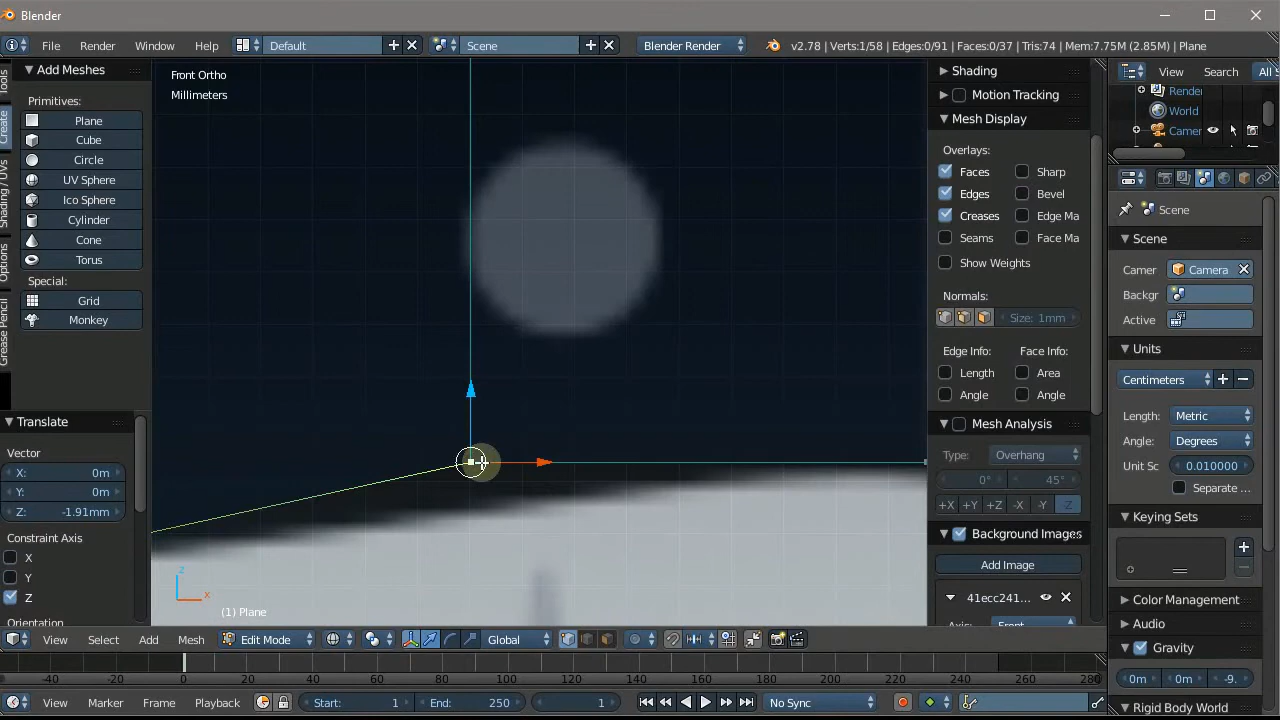 Blender
File Render Window Help Default Scene Blender Render v2.78 | Verts:1/58 | Edges:0/91 | Faces:0/37 | Tris:74 | Mem:7.75M (2.85M) | Plane
Tools
Create
Shading / UVs
Options
Grease Pencil
Add Meshes
Primitives:
Plane
Cube
Circle
UV Sphere
Ico Sphere
Cylinder
Cone
Torus
Special:
Grid
Monkey
Translate
Vector
X: 0m
Y: 0m
Z: -1.91mm
Constraint Axis
X
Y
Z
Orientation
Front Ortho
Millimeters
z
x
(1) Plane
Shading
Motion Tracking
Mesh Display
Overlays:
Faces Sharp
Edges Bevel
Creases Edge Ma
Seams Face Ma
Show Weights
Normals:
Size: 1mm
Edge Info: Face Info:
Length Area
Angle Angle
Mesh Analysis
Type: Overhang
0° 45°
+X +Y +Z -X -Y -Z
Background Images
Add Image
41ecc241...
Axis: Front
View Search All S
Render
World
Camer
Scene
Scene
Camer Camera
Backgr
Active
Units
Centimeters
Length: Metric
Angle: Degrees
Unit Sc 0.010000
Separate ...
Keying Sets
Color Management
Audio
Gravity
0m 0m -9.
Rigid Body World
View Select Add Mesh Edit Mode Global
-40 -20 0 20 40 60 80 100 120 140 160 180 200 220 240 260 280
View Marker Frame Playback Start: 1 End: 250 1 No Sync